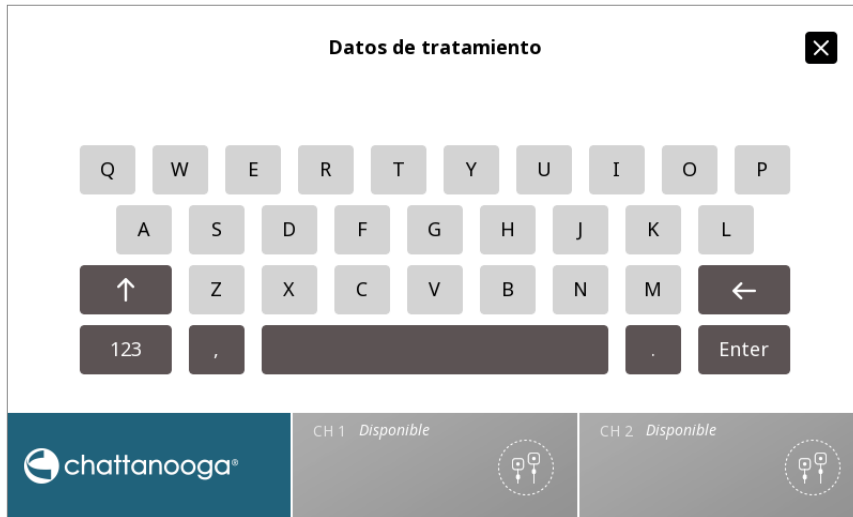 Datos de tratamiento
Q W E R T Y U I O P
A S D F G H J K L
Z X C V B N M
123 , . Enter
chattanooga®
CH 1 Disponible
CH 2 Disponible